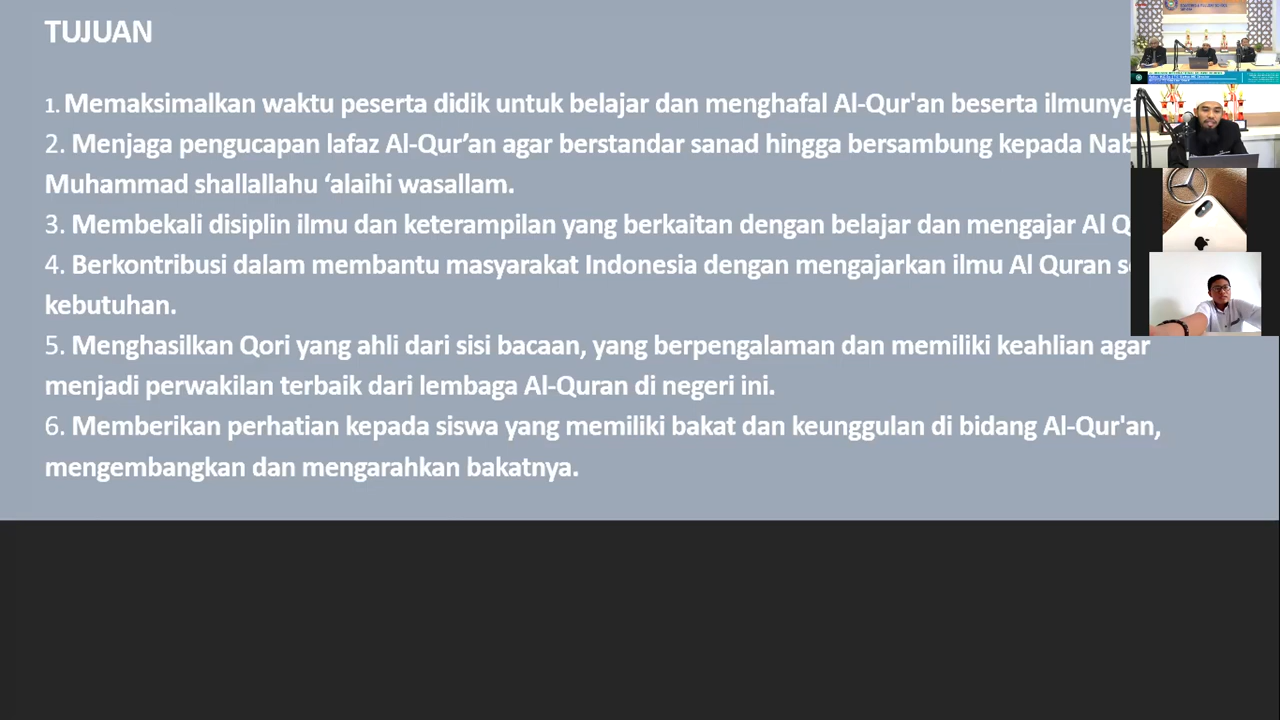 TUJUAN
1. Memaksimalkan waktu peserta didik untuk belajar dan menghafal Al-Qur'an beserta ilmunya
2. Menjaga pengucapan lafaz Al-Qur’an agar berstandar sanad hingga bersambung kepada
Muhammad shallallahu ‘alaihi wasallam.
3. Membekali disiplin ilmu dan keterampilan yang berkaitan dengan belajar dan mengajar Al
4. Berkontribusi dalam membantu masyarakat Indonesia dengan mengajarkan ilmu Al Quran
kebutuhan.
5. Menghasilkan Qori yang ahli dari sisi bacaan, yang berpengalaman dan memiliki keahlian agar
menjadi perwakilan terbaik dari lembaga Al-Quran di negeri ini.
6. Memberikan perhatian kepada siswa yang memiliki bakat dan keunggulan di bidang Al-Qur'an,
mengembangkan dan mengarahkan bakatnya.